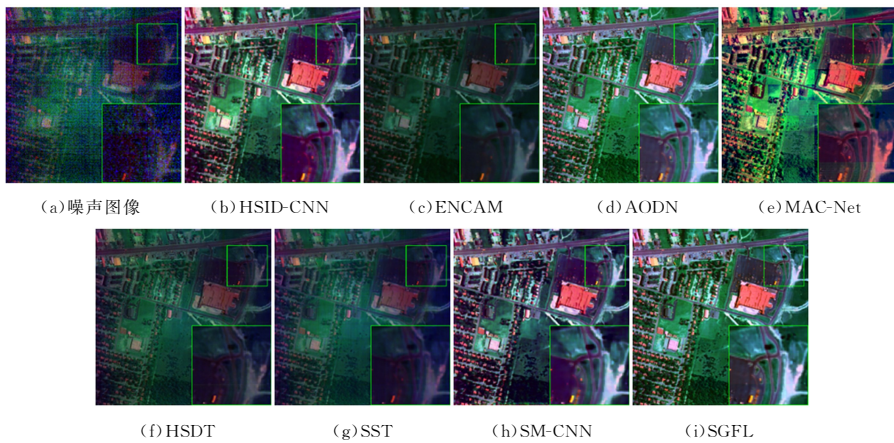 (a)噪声图像
(b)HSID-CNN
(c)ENCAM
(d)AODN
(e)MAC-Net
(f)HSDT
(g)SST
(h)SM-CNN
(i)SGFL